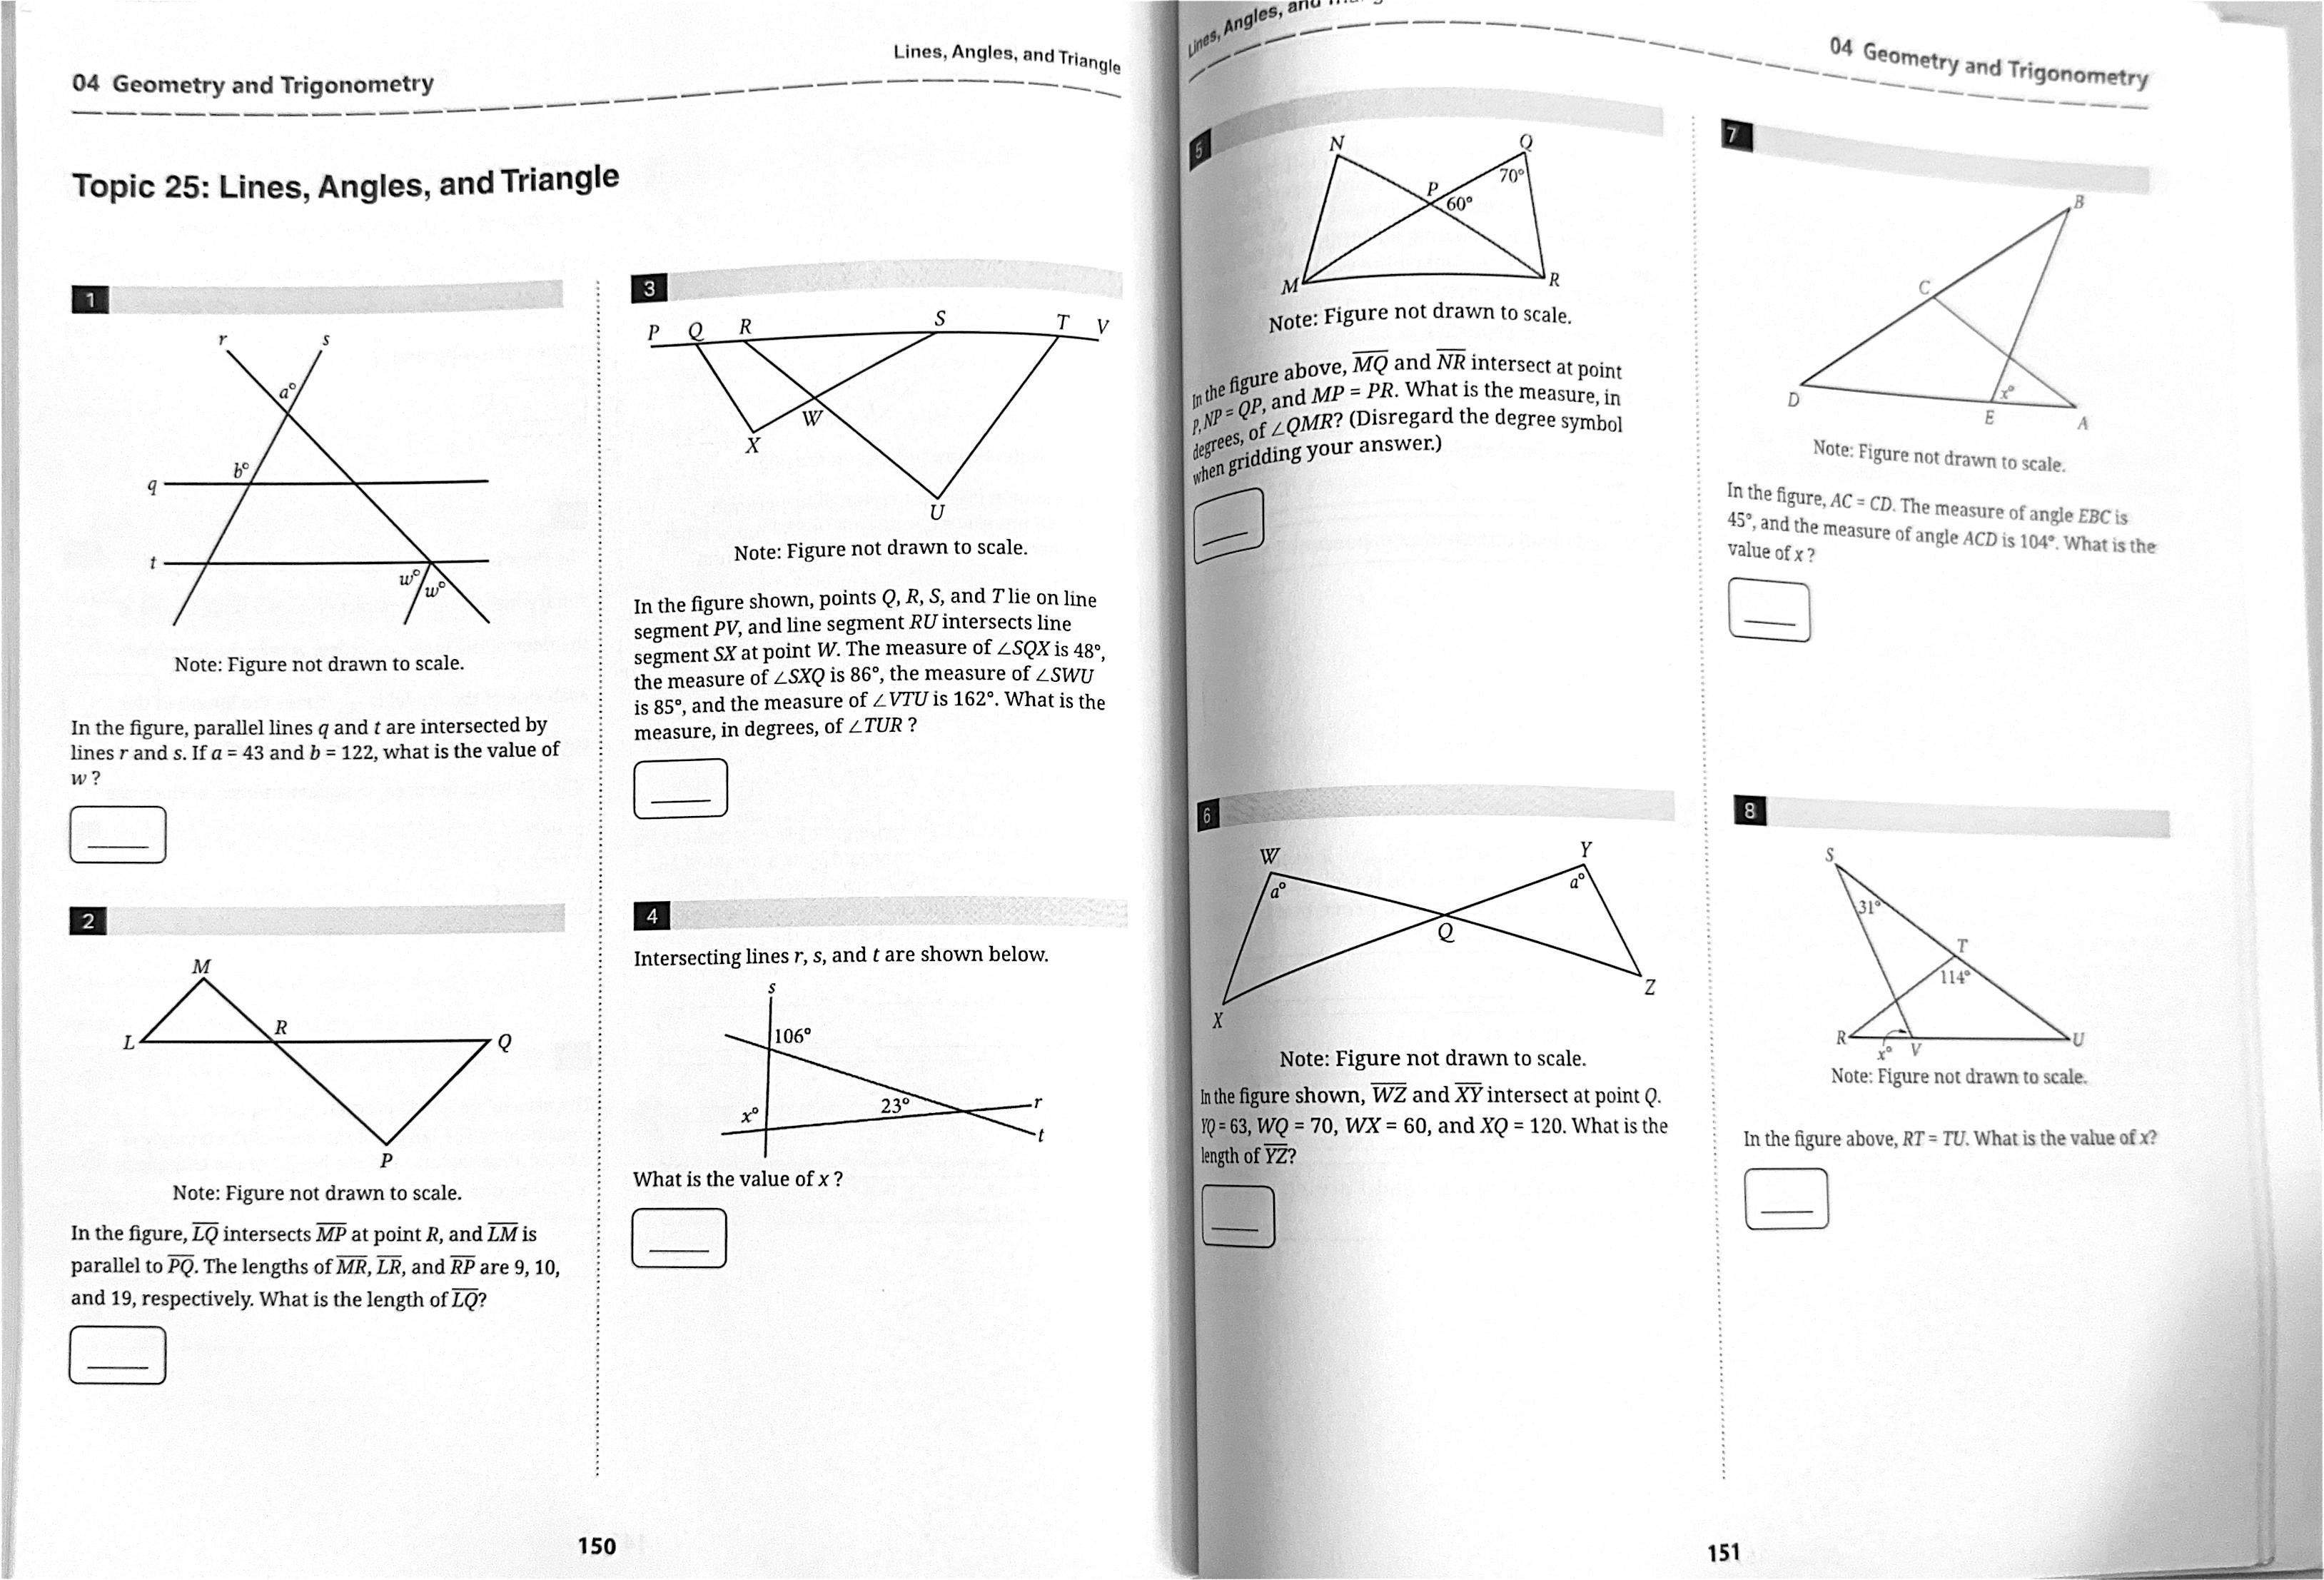 Lines, Angles, and Triangle
04 Geometry and Trigonometry
Topic 25: Lines, Angles, and Triangle
1
r
s
a°
b°
q
t
w°
w°
Note: Figure not drawn to scale.
In the figure, parallel lines q and t are intersected by
lines r and s. If a = 43 and b = 122, what is the value of
w ?
2
M
L
R
Q
P
Note: Figure not drawn to scale.
In the figure, LQ intersects MP at point R, and LM is
parallel to PQ. The lengths of MR, LR, and RP are 9, 10,
and 19, respectively. What is the length of LQ?
3
P Q R S T V
W
X
U
Note: Figure not drawn to scale.
In the figure shown, points Q, R, S, and T lie on line
segment PV, and line segment RU intersects line
segment SX at point W. The measure of ∠SQX is 48°,
the measure of ∠SXQ is 86°, the measure of ∠SWU
is 85°, and the measure of ∠VTU is 162°. What is the
measure, in degrees, of ∠TUR ?
4
Intersecting lines r, s, and t are shown below.
s
106°
x°
23°
r
t
What is the value of x ?
150
Lines, Angles, and
04 Geometry and Trigonometry
5
N
Q
70°
P
60°
M
R
Note: Figure not drawn to scale.
In the figure above, MQ and NR intersect at point
P, NP = QP, and MP = PR. What is the measure, in
degrees, of ∠QMR? (Disregard the degree symbol
when gridding your answer.)
6
W
Y
a°
a°
Q
Z
X
Note: Figure not drawn to scale.
In the figure shown, WZ and XY intersect at point Q.
YQ = 63, WQ = 70, WX = 60, and XQ = 120. What is the
length of YZ?
7
B
C
D
x°
E
A
Note: Figure not drawn to scale.
In the figure, AC = CD. The measure of angle EBC is
45°, and the measure of angle ACD is 104°. What is the
value of x ?
8
S
31°
T
114°
R
x°
V
U
Note: Figure not drawn to scale.
In the figure above, RT = TU. What is the value of x?
151